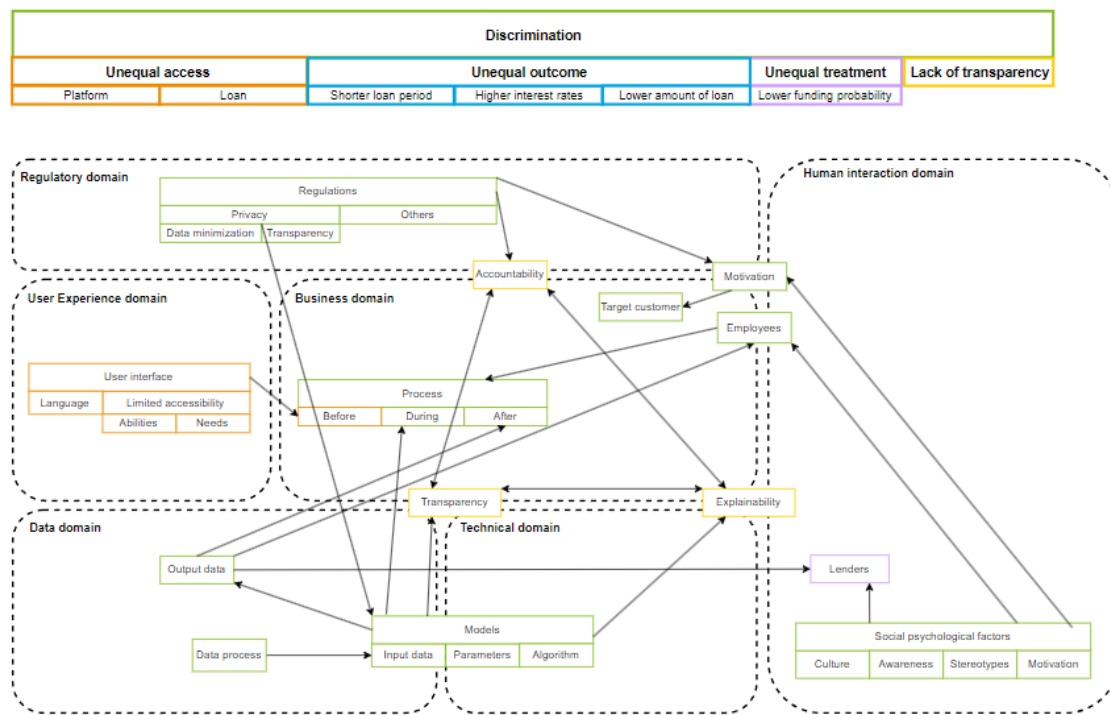 Discrimination
Unequal access
Unequal outcome
Unequal treatment
Lack of transparency
Platform
Loan
Shorter loan period
Higher interest rates
Lower amount of loan
Lower funding probability
Regulatory domain
Regulations
Privacy
Others
Data minimization
Transparency
Human interaction domain
Accountability
Motivation
User Experience domain
Business domain
Target customer
Employees
User interface
Language
Limited accessibility
Abilities
Needs
Process
Before
During
After
Transparency
Explainability
Data domain
Technical domain
Output data
Lenders
Models
Input data
Parameters
Algorithm
Data process
Social psychological factors
Culture
Awareness
Stereotypes
Motivation